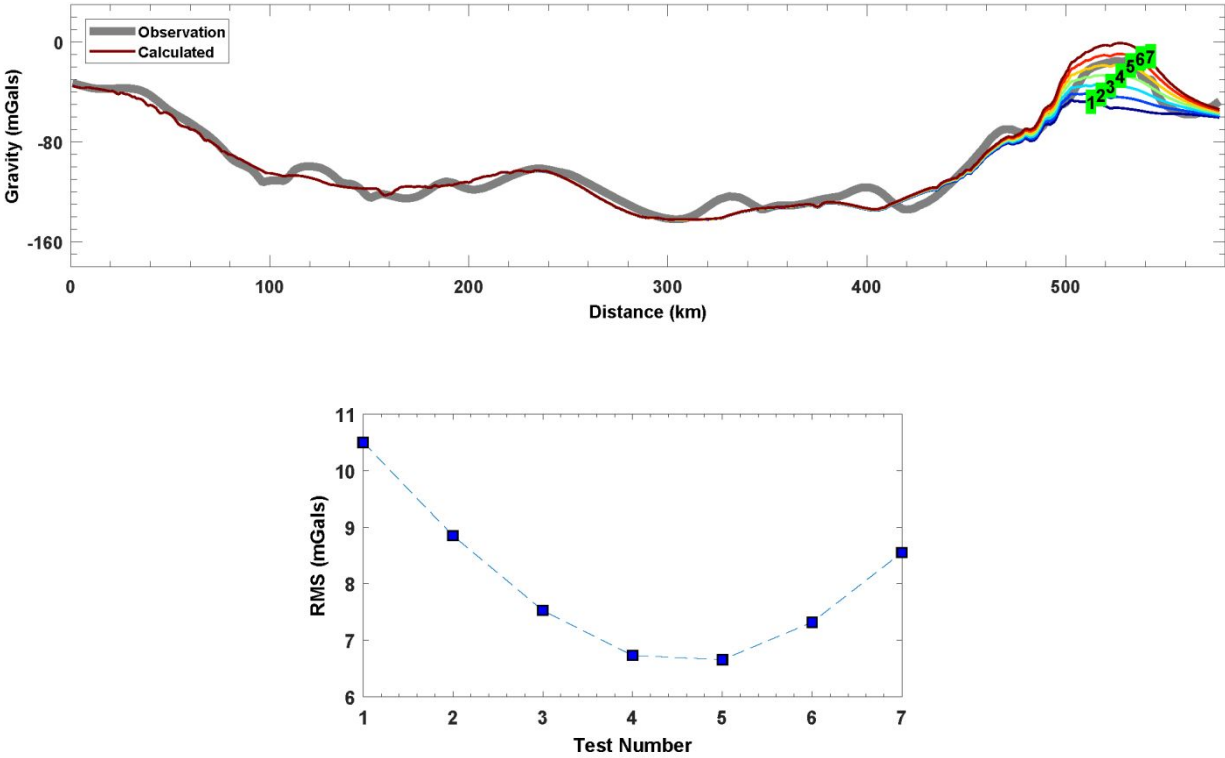 Observation
Calculated
0
-80
-160
Gravity (mGals)
1 2 3 4 5 6 7
0 100 200 300 400 500
Distance (km)
11
10
9
8
7
6
RMS (mGals)
1 2 3 4 5 6 7
Test Number